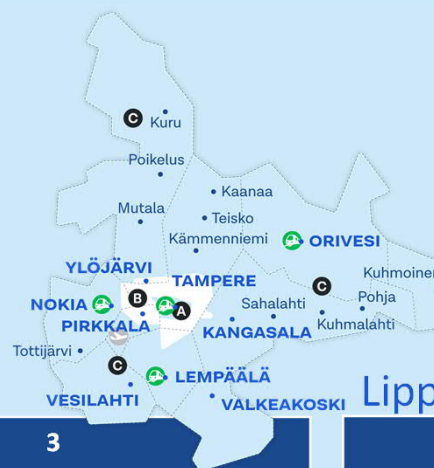 C
Kuru
Poikelus
Kaanaa
Mutala
Teisko
Kämmenniemi
ORIVESI
YLÖJÄRVI
TAMPERE
C
Kuhmoinen
NOKIA
B
A
Sahalahti
Pohja
PIRKKALA
KANGASALA
Kuhmalahti
Tottijärvi
C
LEMPÄÄLÄ
VESILAHTI
VALKEAKOSKI
Lipp
3